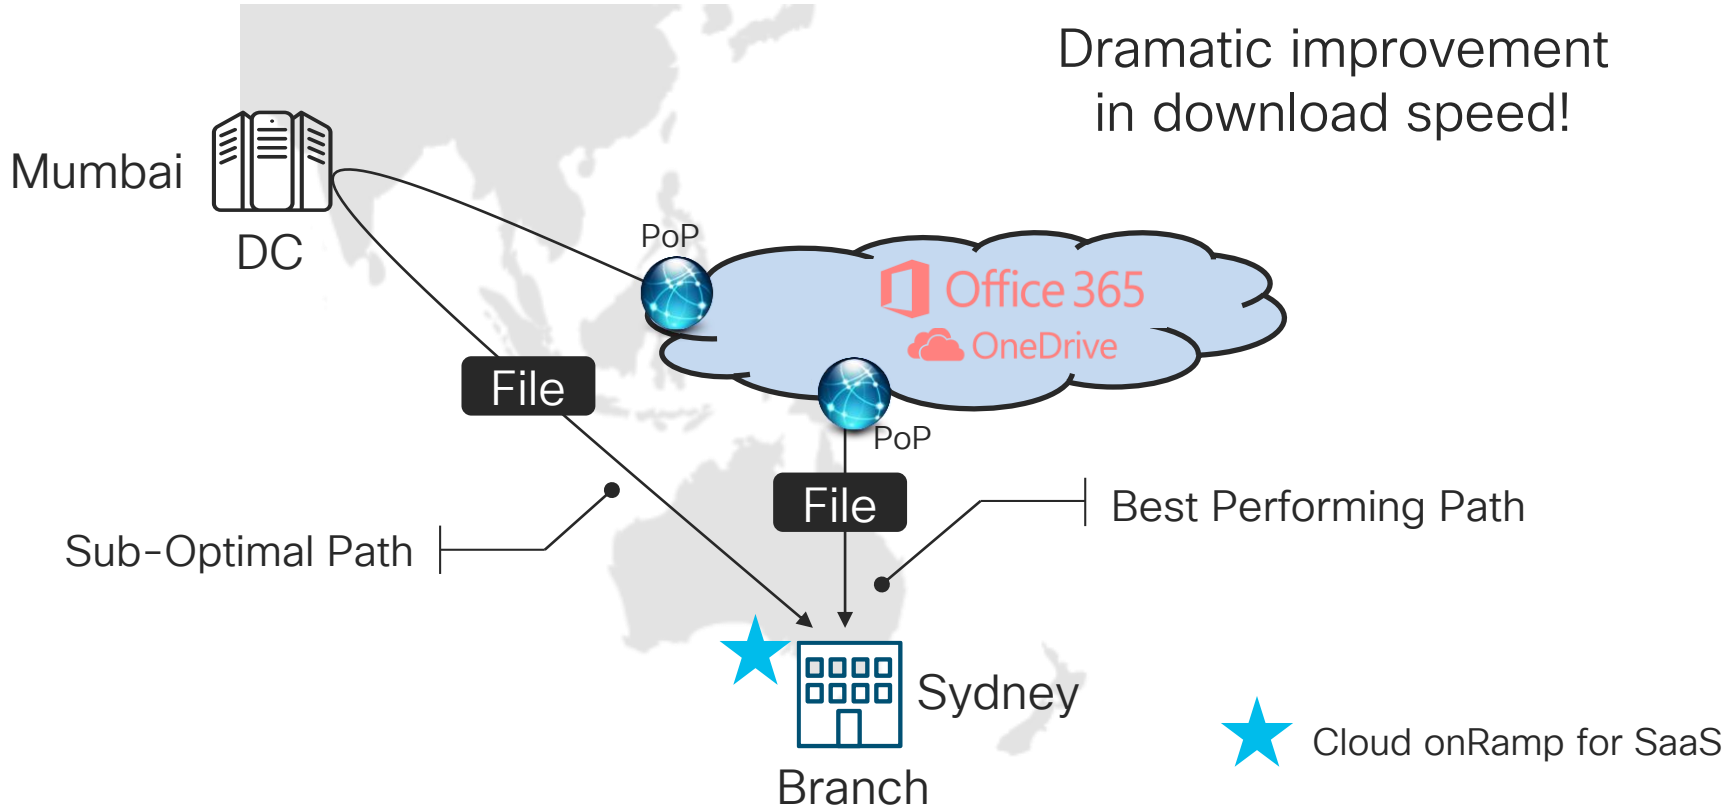 Dramatic improvement
in download speed!
Mumbai
DC
PoP
Office 365
OneDrive
File
PoP
File
Best Performing Path
Sub-Optimal Path
Sydney
Branch
Cloud onRamp for SaaS